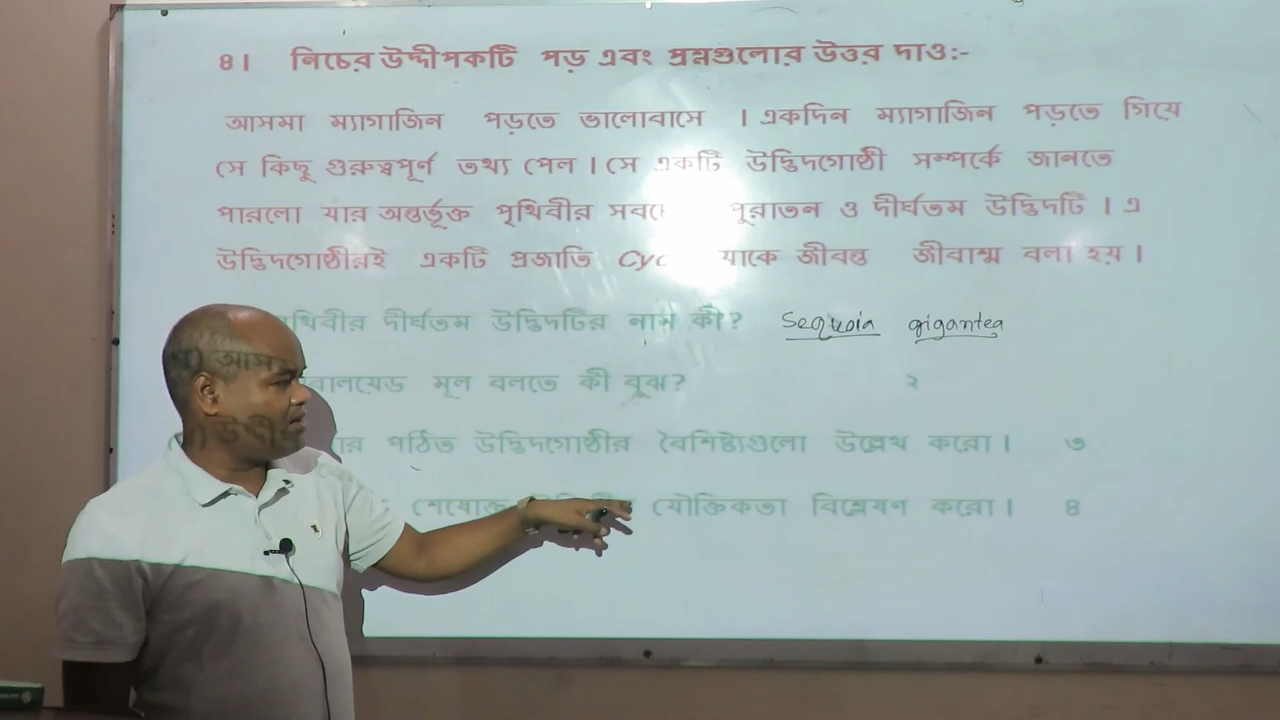 ৪। নিচের উদ্দীপকটি পড় এবং প্রশ্নগুলোর উত্তর দাও:-
আসমা ম্যাগাজিন পড়তে ভালোবাসে । একদিন ম্যাগাজিন পড়তে গিয়ে
সে কিছু গুরুত্বপূর্ণ তথ্য পেল । সে একটি উদ্ভিদগোষ্ঠী সম্পর্কে জানতে
পারলো যার অন্তর্ভূক্ত পৃথিবীর পুরাতন ও দীর্ঘতম উদ্ভিদটি । এ
উদ্ভিদগোষ্ঠীরই একটি প্রজাতি যাকে জীবন্ত জীবাশ্ম বলা হয় ।
দীর্ঘতম উদ্ভিদটির নাম কী? Sequoia gigantea
মূল বলতে কী বুঝ? ২
পঠিত উদ্ভিদগোষ্ঠীর বৈশিষ্ট্যগুলো উল্লেখ করো । ৩
যৌক্তিকতা বিশ্লেষণ করো । ৪